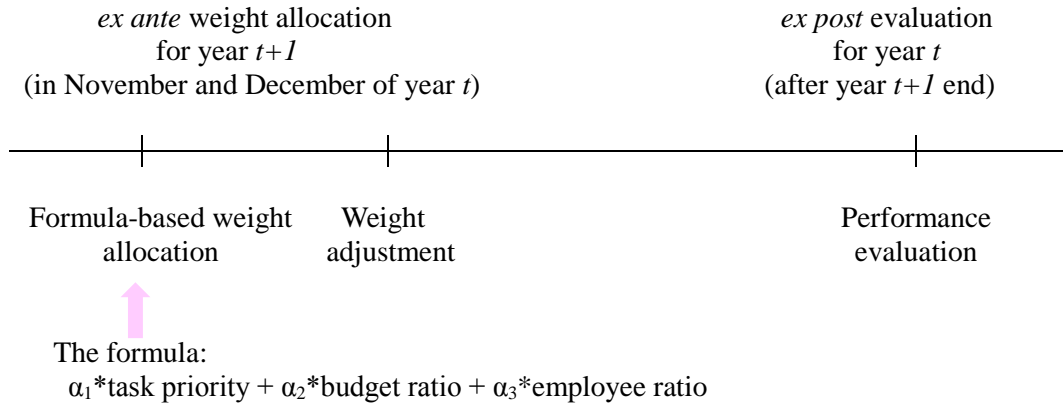 ex ante weight allocation
for year t+1
(in November and December of year t)
ex post evaluation
for year t
(after year t+1 end)
Formula-based weight
allocation
Weight
adjustment
Performance
evaluation
The formula:
α₁*task priority + α₂*budget ratio + α₃*employee ratio